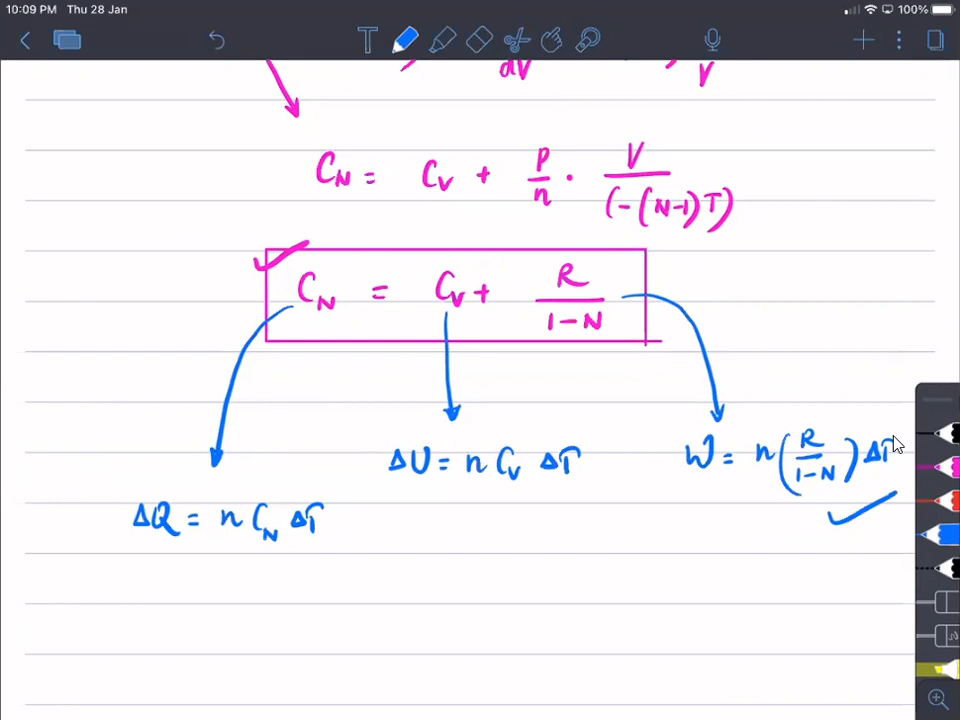 10:09 PM Thu 28 Jan 100%
dV V
C_N = C_V + P/n · V/(-(N-1)T)
C_N = C_V + R/(1-N)
ΔU = n C_V ΔT W = n(R/(1-N))ΔT
ΔQ = n C_N ΔT